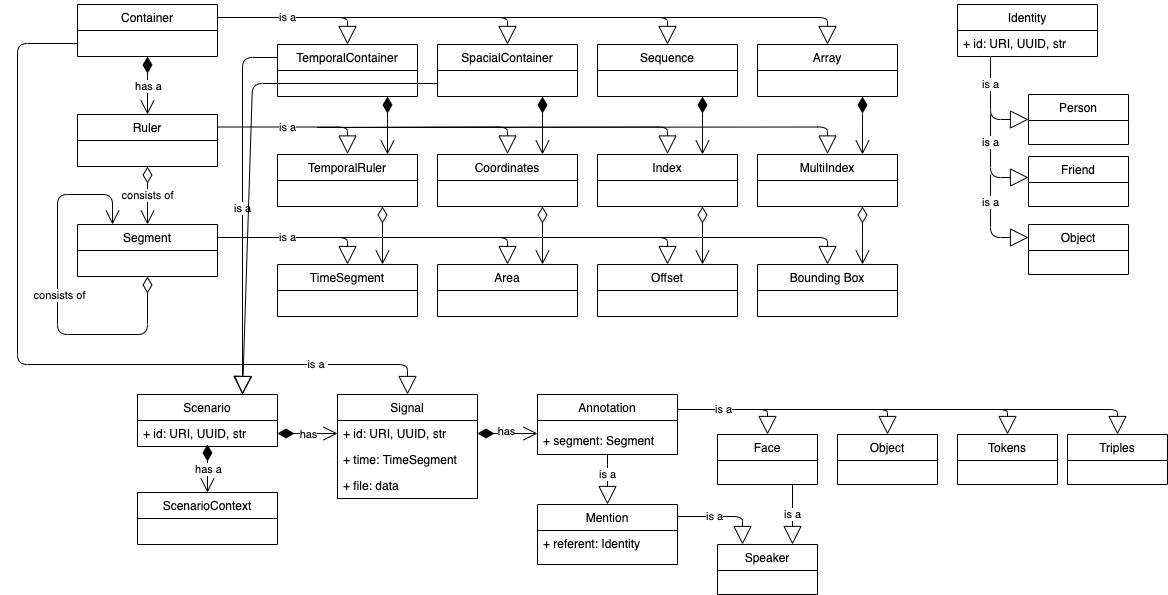 Container
is a
Identity
+ id: URI, UUID, str
TemporalContainer
SpacialContainer
Sequence
Array
has a
is a
Ruler
is a
Person
is a
TemporalRuler
Coordinates
Index
MultiIndex
Friend
consists of
is a
is a
Segment
is a
Object
TimeSegment
Area
Offset
Bounding Box
consists of
is a
Scenario
+ id: URI, UUID, str
has
Signal
+ id: URI, UUID, str
+ time: TimeSegment
+ file: data
has
Annotation
+ segment: Segment
is a
Face
Object
Tokens
Triples
has a
ScenarioContext
is a
Mention
+ referent: Identity
is a
is a
Speaker